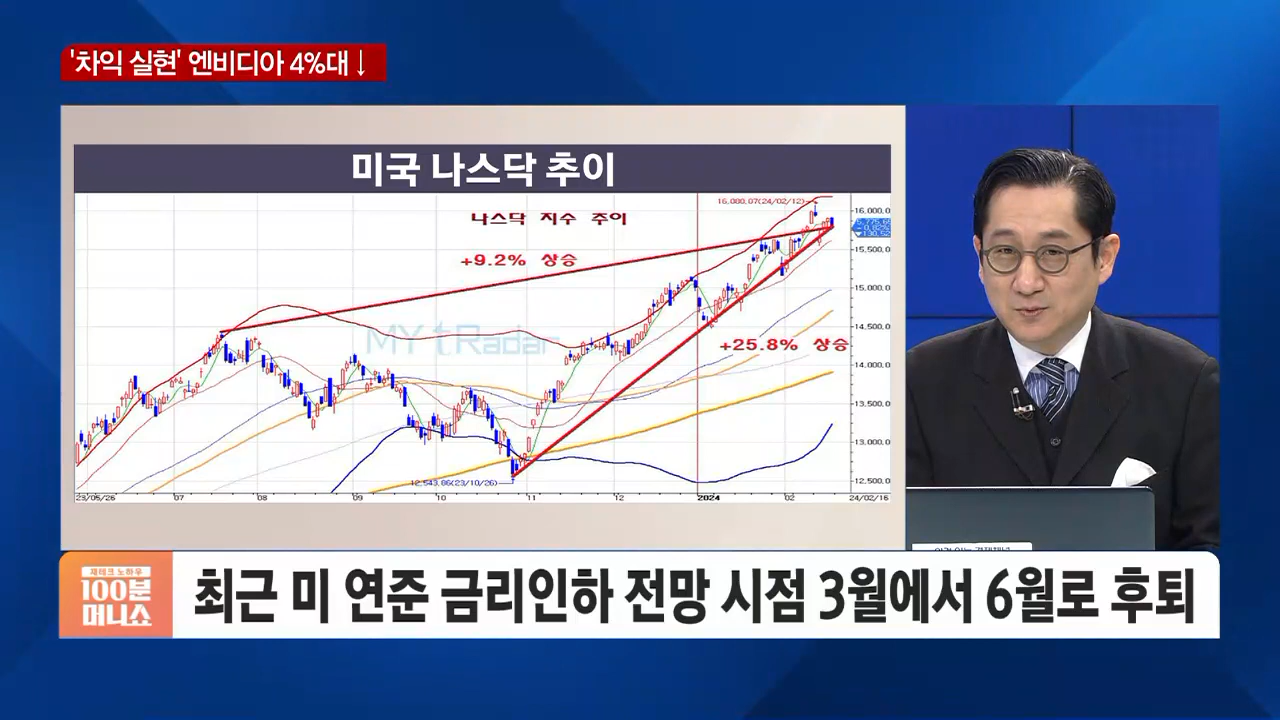 '차익 실현' 엔비디아 4%대↓
미국 나스닥 추이
16,080.07(24/02/12)
나스닥 지수 추이
+9.2% 상승
MY tRadar
+25.8% 상승
12,543.86(23/10/26)
16,000.0
15,500.0
15,000.0
14,500.0
14,000.0
13,500.0
13,000.0
12,500.0
23/05/26 07 08 09 10 11 12 2024 02 24/02/16
재테크 노하우
100분
머니쇼
최근 미 연준 금리인하 전망 시점 3월에서 6월로 후퇴